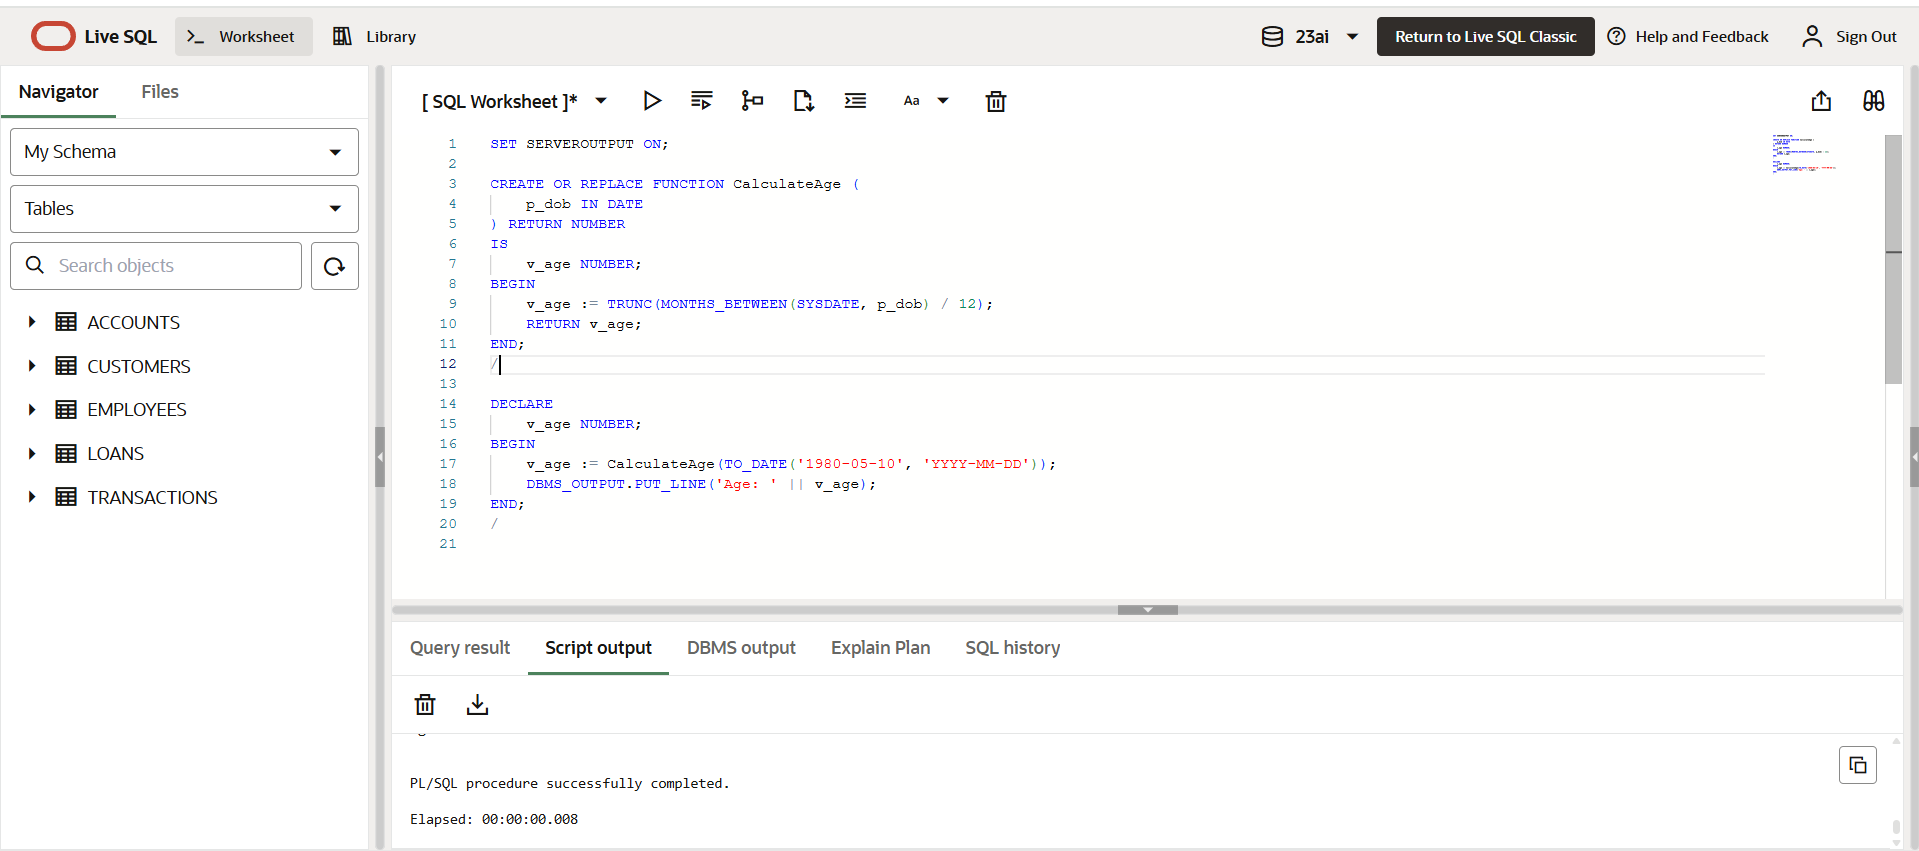 Live SQL
Worksheet
Library
23ai
Return to Live SQL Classic
Help and Feedback
Sign Out
Navigator
Files
My Schema
Tables
Search objects
ACCOUNTS
CUSTOMERS
EMPLOYEES
LOANS
TRANSACTIONS
[ SQL Worksheet ]*
Aa
1 SET SERVEROUTPUT ON;
2
3 CREATE OR REPLACE FUNCTION CalculateAge (
4     p_dob IN DATE
5 ) RETURN NUMBER
6 IS
7     v_age NUMBER;
8 BEGIN
9     v_age := TRUNC(MONTHS_BETWEEN(SYSDATE, p_dob) / 12);
10     RETURN v_age;
11 END;
12 /
13
14 DECLARE
15     v_age NUMBER;
16 BEGIN
17     v_age := CalculateAge(TO_DATE('1980-05-10', 'YYYY-MM-DD'));
18     DBMS_OUTPUT.PUT_LINE('Age: ' || v_age);
19 END;
20 /
21
Query result
Script output
DBMS output
Explain Plan
SQL history
PL/SQL procedure successfully completed.
Elapsed: 00:00:00.008